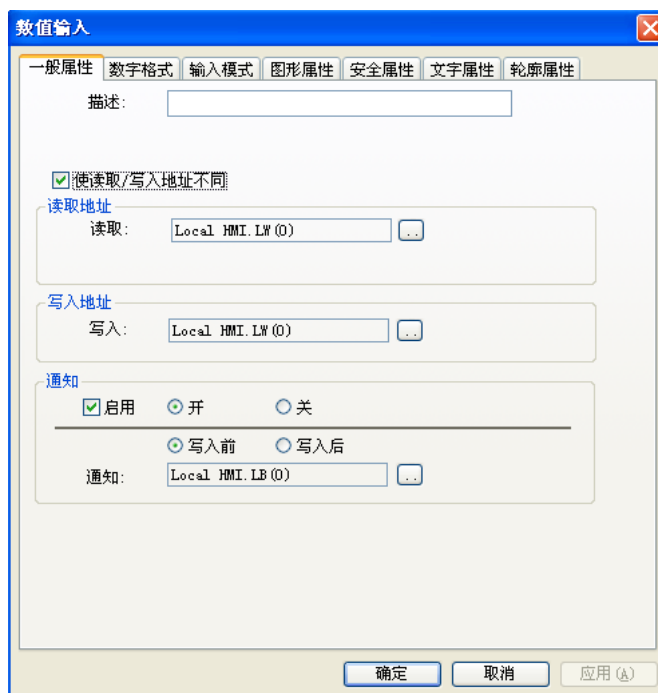 数值输入
一般属性 数字格式 输入模式 图形属性 安全属性 文字属性 轮廓属性
描述:
使读取/写入地址不同
读取地址
读取: Local HMI.LW(0) ..
写入地址
写入: Local HMI.LW(0) ..
通知
启用 开 关
写入前 写入后
通知: Local HMI.LB(0) ..
确定 取消 应用(A)